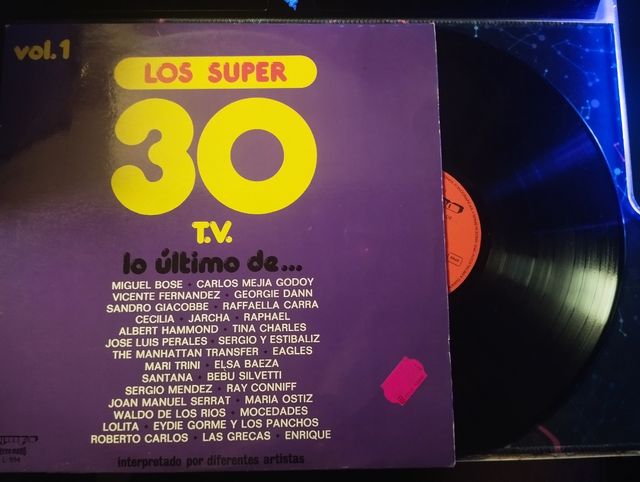 vol.1
LOS SUPER
30
T.V.
lo último de...
MIGUEL BOSE · CARLOS MEJIA GODOY
VICENTE FERNANDEZ · GEORGIE DANN
SANDRO GIACOBBE · RAFFAELLA CARRA
CECILIA · JARCHA · RAPHAEL
ALBERT HAMMOND · TINA CHARLES
JOSE LUIS PERALES · SERGIO Y ESTIBALIZ
THE MANHATTAN TRANSFER · EAGLES
MARI TRINI · ELSA BAEZA
SANTANA · BEBU SILVETTI
SERGIO MENDEZ · RAY CONNIFF
JOAN MANUEL SERRAT · MARIA OSTIZ
WALDO DE LOS RIOS · MOCEDADES
LOLITA · EYDIE GORME Y LOS PANCHOS
ROBERTO CARLOS · LAS GRECAS · ENRIQUE
interpretado por diferentes artistas